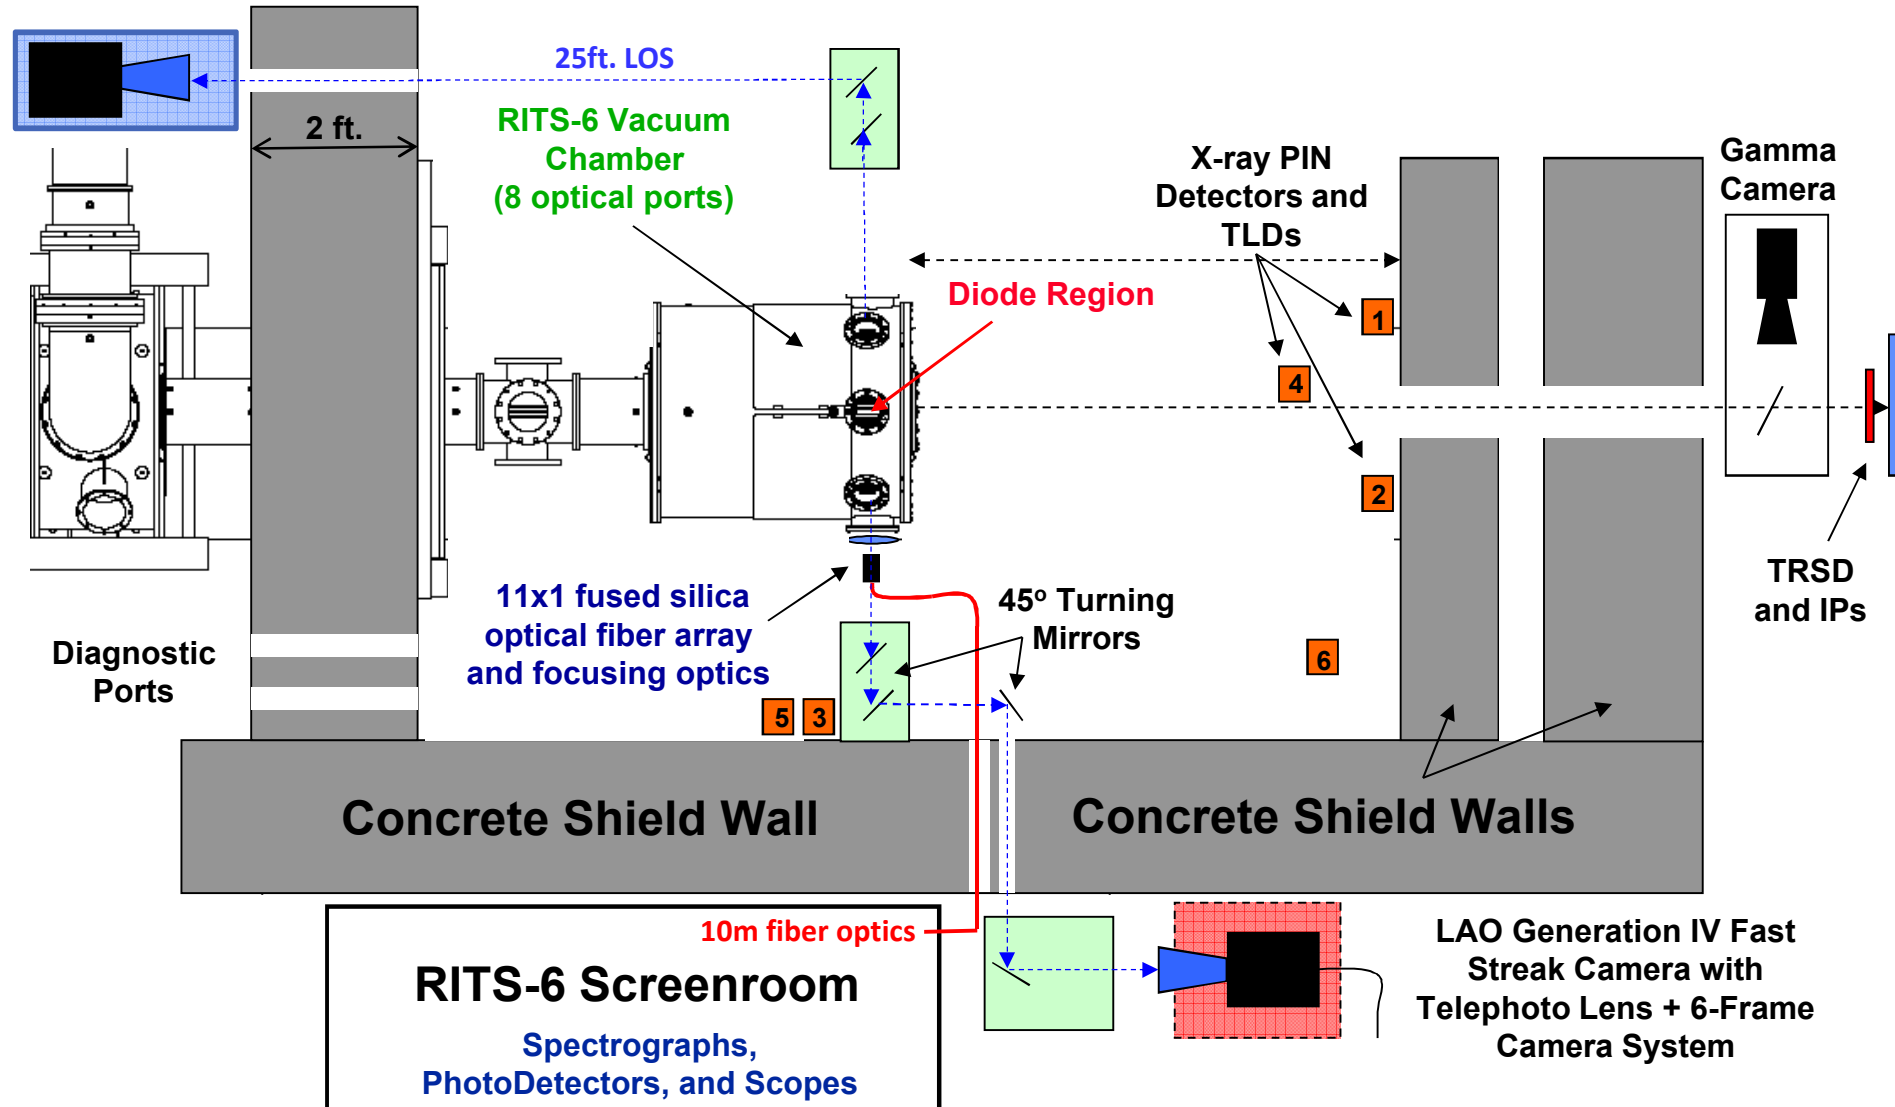 25ft. LOS
2 ft.
RITS-6 Vacuum
Chamber
(8 optical ports)
X-ray PIN
Detectors and
TLDs
Gamma
Camera
Diode Region
1
4
2
TRSD
and IPs
11x1 fused silica
optical fiber array
and focusing optics
45º Turning
Mirrors
Diagnostic
Ports
6
5
3
Concrete Shield Wall
Concrete Shield Walls
10m fiber optics
RITS-6 Screenroom
Spectrographs,
PhotoDetectors, and Scopes
LAO Generation IV Fast
Streak Camera with
Telephoto Lens + 6-Frame
Camera System